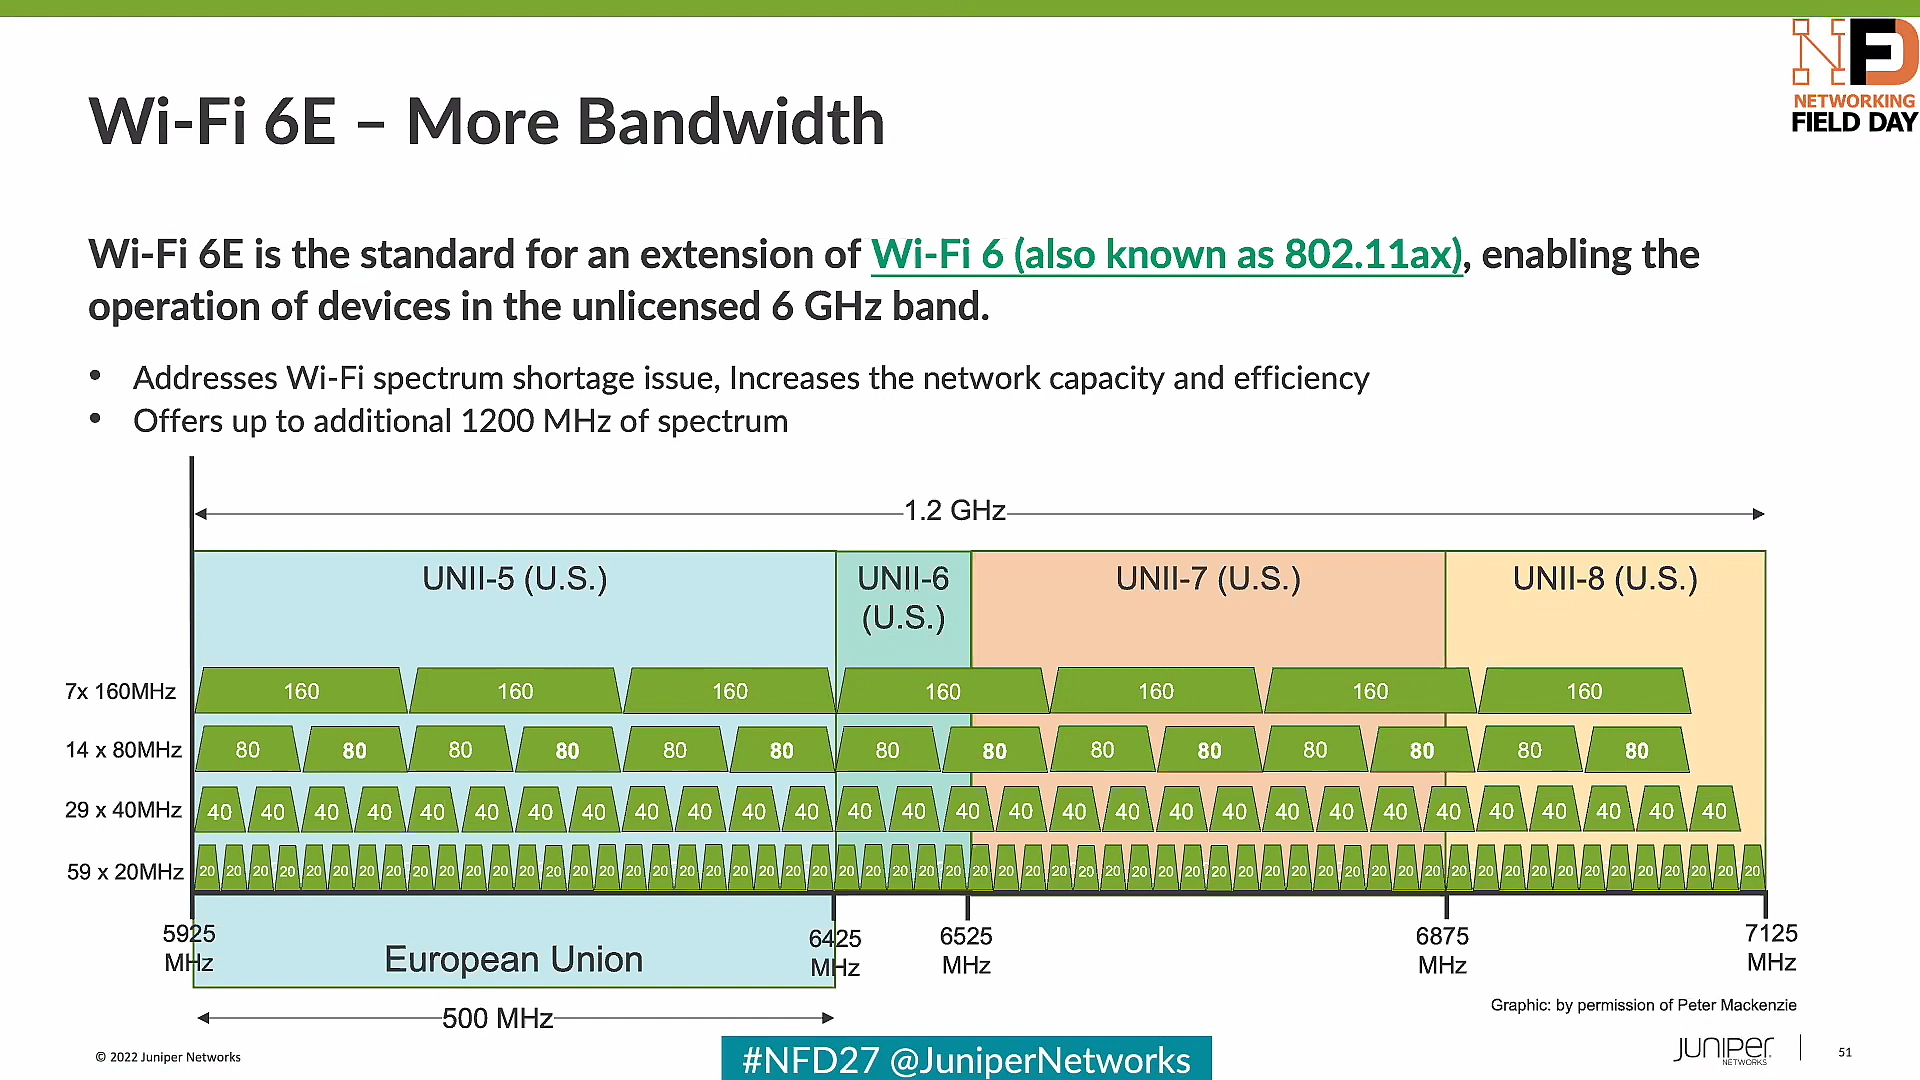 NFD
NETWORKING
FIELD DAY
Wi-Fi 6E – More Bandwidth
Wi-Fi 6E is the standard for an extension of Wi-Fi 6 (also known as 802.11ax), enabling the
operation of devices in the unlicensed 6 GHz band.
• Addresses Wi-Fi spectrum shortage issue, Increases the network capacity and efficiency
• Offers up to additional 1200 MHz of spectrum
1.2 GHz
UNII-5 (U.S.) UNII-6 UNII-7 (U.S.) UNII-8 (U.S.)
(U.S.)
7x 160MHz 160 160 160 160 160 160 160
14 x 80MHz 80 80 80 80 80 80 80 80 80 80 80 80 80 80
29 x 40MHz 40 40 40 40 40 40 40 40 40 40 40 40 40 40 40 40 40 40 40 40 40 40 40 40 40 40 40 40 40
59 x 20MHz 20 20 20 20 20 20 20 20 20 20 20 20 20 20 20 20 20 20 20 20 20 20 20 20 20 20 20 20 20 20 20 20 20 20 20 20 20 20 20 20 20 20 20 20 20 20 20 20 20 20 20 20 20 20 20 20 20 20 20
5925 6425 6525 6875 7125
MHz MHz MHz MHz MHz
European Union
500 MHz
Graphic: by permission of Peter Mackenzie
© 2022 Juniper Networks
#NFD27 @JuniperNetworks
JUNIPER
NETWORKS
51